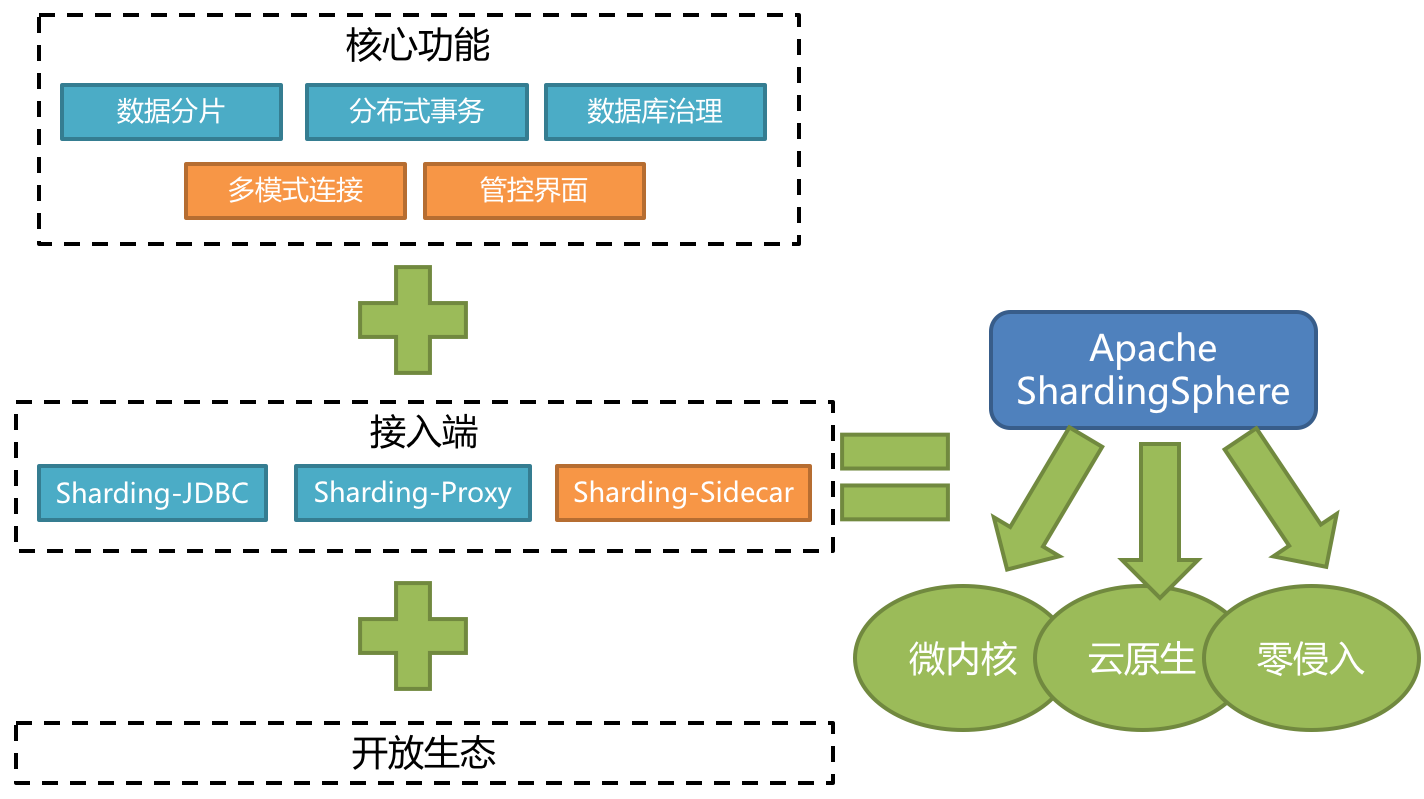 核心功能
数据分片
分布式事务
数据库治理
多模式连接
管控界面
接入端
Sharding-JDBC
Sharding-Proxy
Sharding-Sidecar
开放生态
Apache
ShardingSphere
微内核
云原生
零侵入